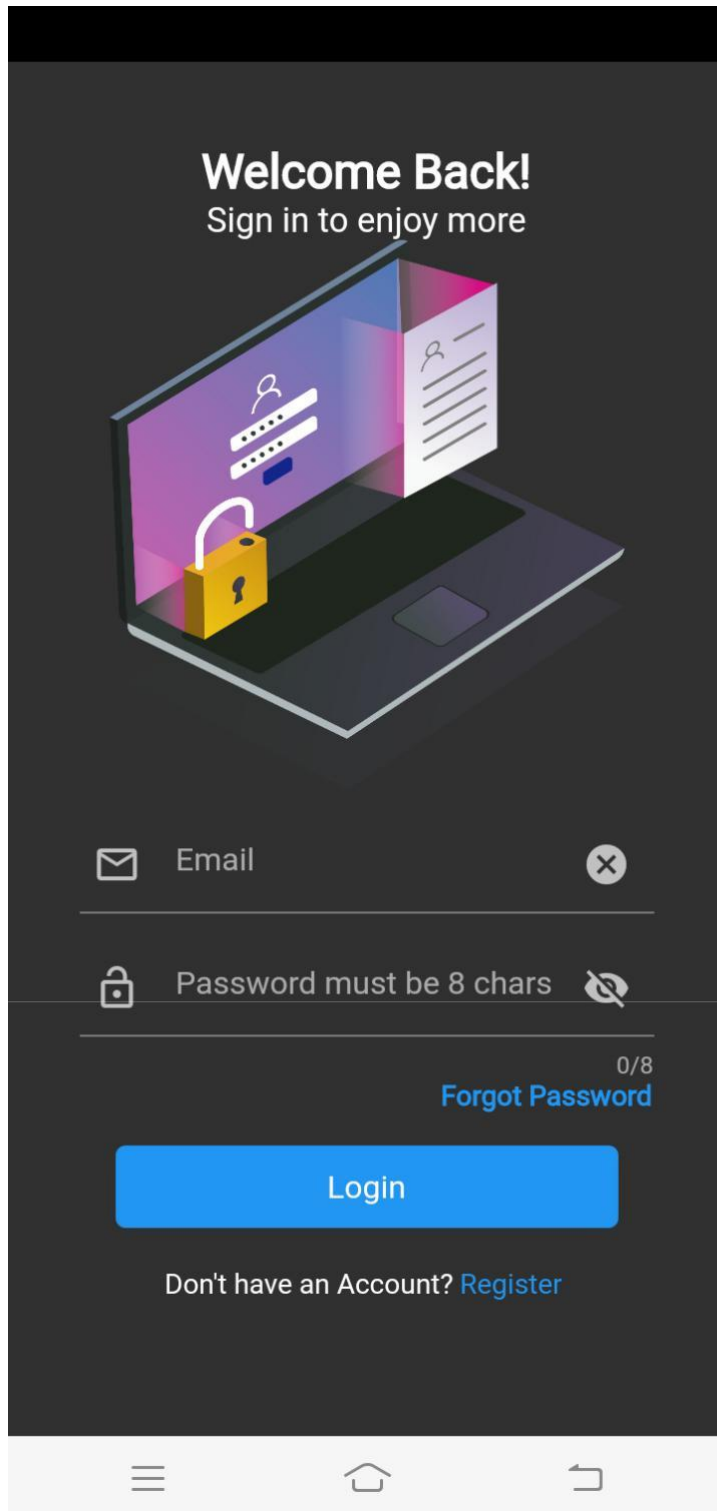 Welcome Back!
Sign in to enjoy more
Email
Password must be 8 chars
0/8
Forgot Password
Login
Don't have an Account? Register